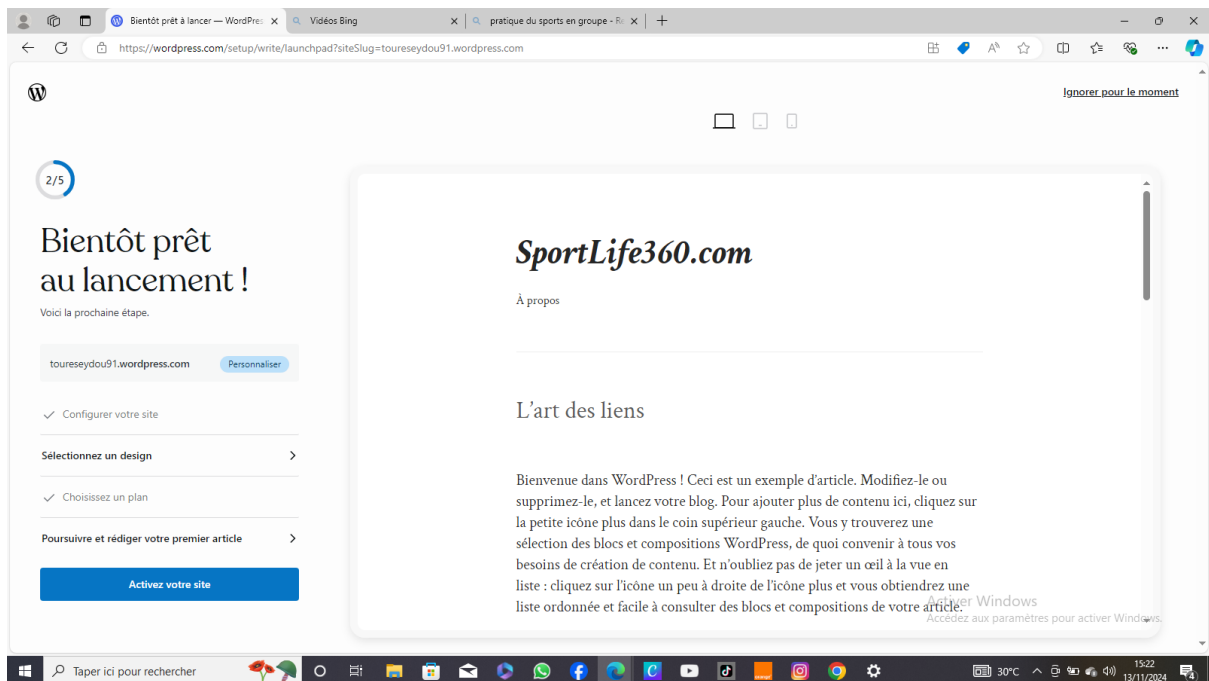 Bientôt prêt à lancer — WordPres
Vidéos Bing
pratique du sports en groupe - Re
https://wordpress.com/setup/write/launchpad?siteSlug=toureseydou91.wordpress.com
Ignorer pour le moment
2/5
Bientôt prêt
au lancement !
Voici la prochaine étape.
toureseydou91.wordpress.com
Personnaliser
Configurer votre site
Sélectionnez un design
Choisissez un plan
Poursuivre et rédiger votre premier article
Activez votre site
SportLife360.com
À propos
L'art des liens
Bienvenue dans WordPress ! Ceci est un exemple d'article. Modifiez-le ou
supprimez-le, et lancez votre blog. Pour ajouter plus de contenu ici, cliquez sur
la petite icône plus dans le coin supérieur gauche. Vous y trouverez une
sélection des blocs et compositions WordPress, de quoi convenir à tous vos
besoins de création de contenu. Et n'oubliez pas de jeter un œil à la vue en
liste : cliquez sur l'icône un peu à droite de l'icône plus et vous obtiendrez une
liste ordonnée et facile à consulter des blocs et compositions de votre article.
Activer Windows
Accédez aux paramètres pour activer Windows.
Taper ici pour rechercher
30°C
15:22
13/11/2024